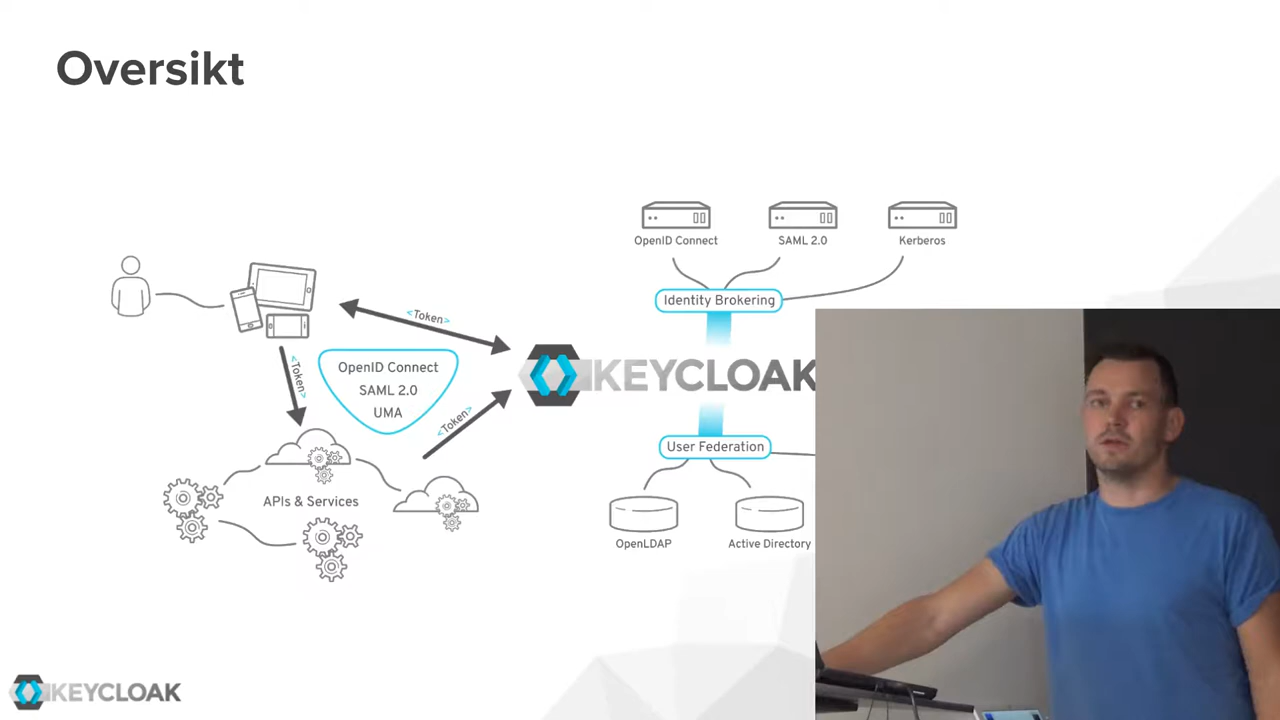 Oversikt
OpenID Connect
SAML 2.0
Kerberos
Identity Brokering
<Token>
<Token>
OpenID Connect
SAML 2.0
UMA
KEYCLOAK
<Token>
User Federation
APIs & Services
OpenLDAP
Active Directory
KEYCLOAK